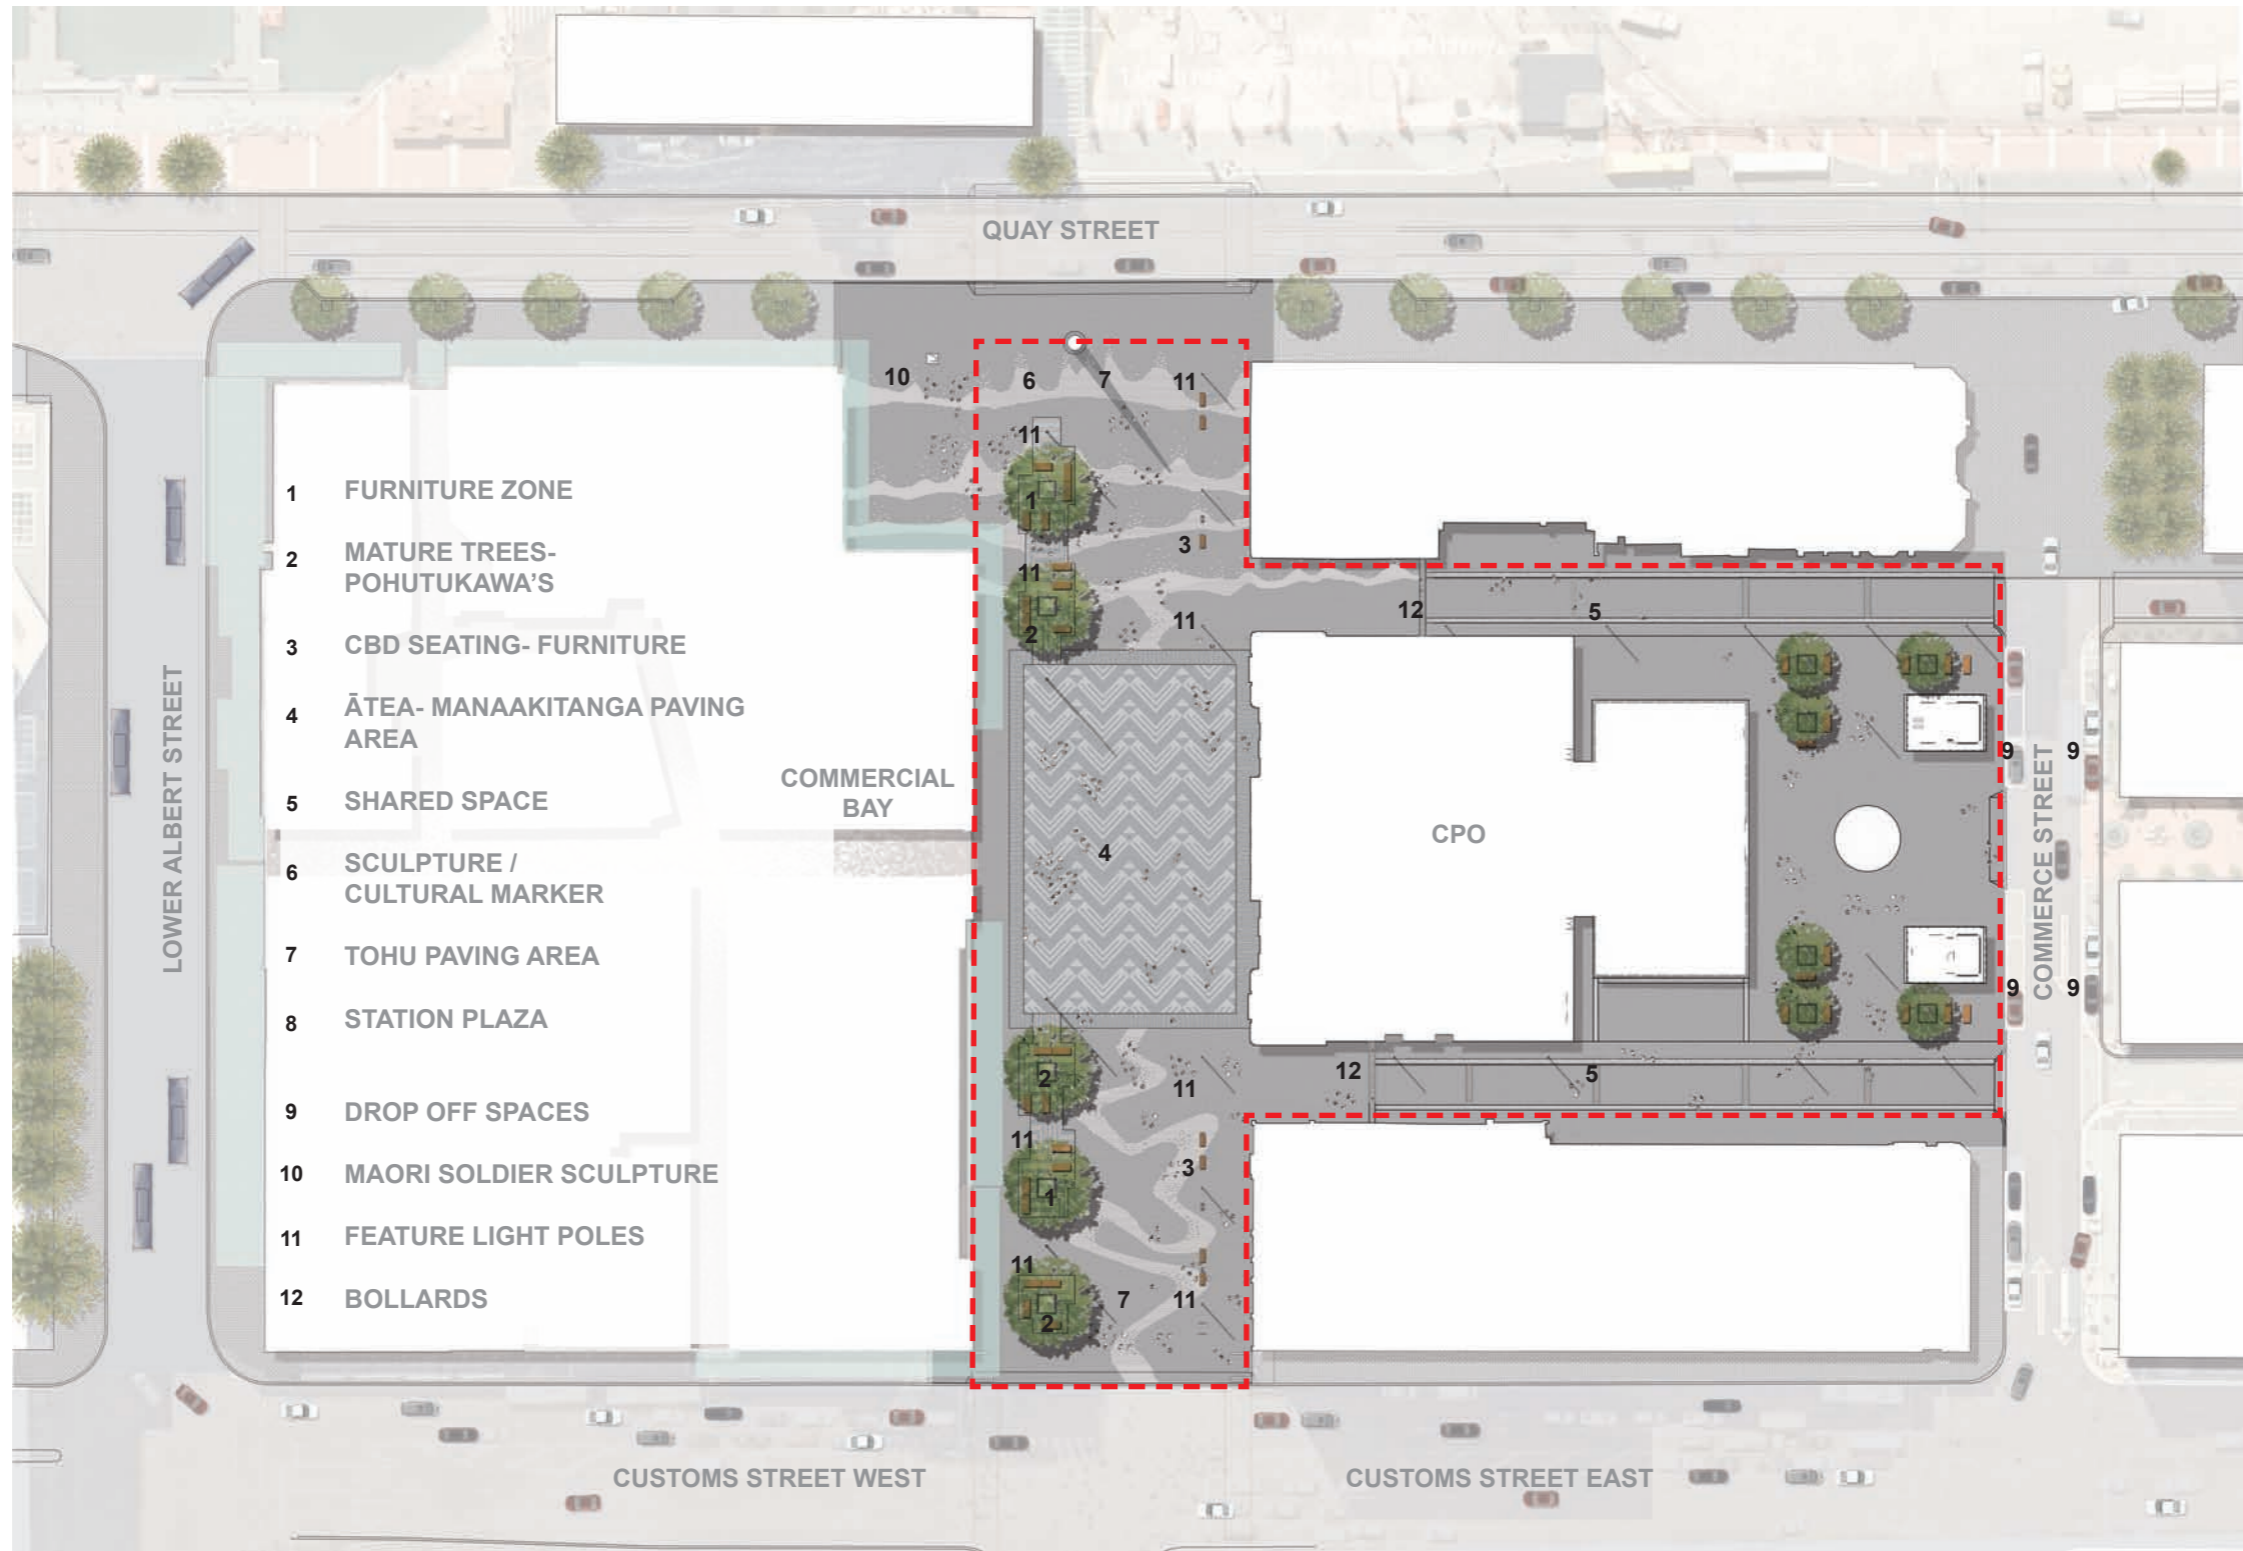 QUAY STREET
10
6
7
11
11
1
3
11
2
11
12
5
1 FURNITURE ZONE
2 MATURE TREES-
POHUTUKAWA'S
3 CBD SEATING- FURNITURE
4 ĀTEA- MANAAKITANGA PAVING
AREA
5 SHARED SPACE
6 SCULPTURE /
CULTURAL MARKER
7 TOHU PAVING AREA
8 STATION PLAZA
9 DROP OFF SPACES
10 MAORI SOLDIER SCULPTURE
11 FEATURE LIGHT POLES
12 BOLLARDS
LOWER ALBERT STREET
COMMERCIAL
BAY
4
CPO
9
9
COMMERCE STREET
9
9
2
11
12
5
11
1
3
11
2
7
11
CUSTOMS STREET WEST
CUSTOMS STREET EAST